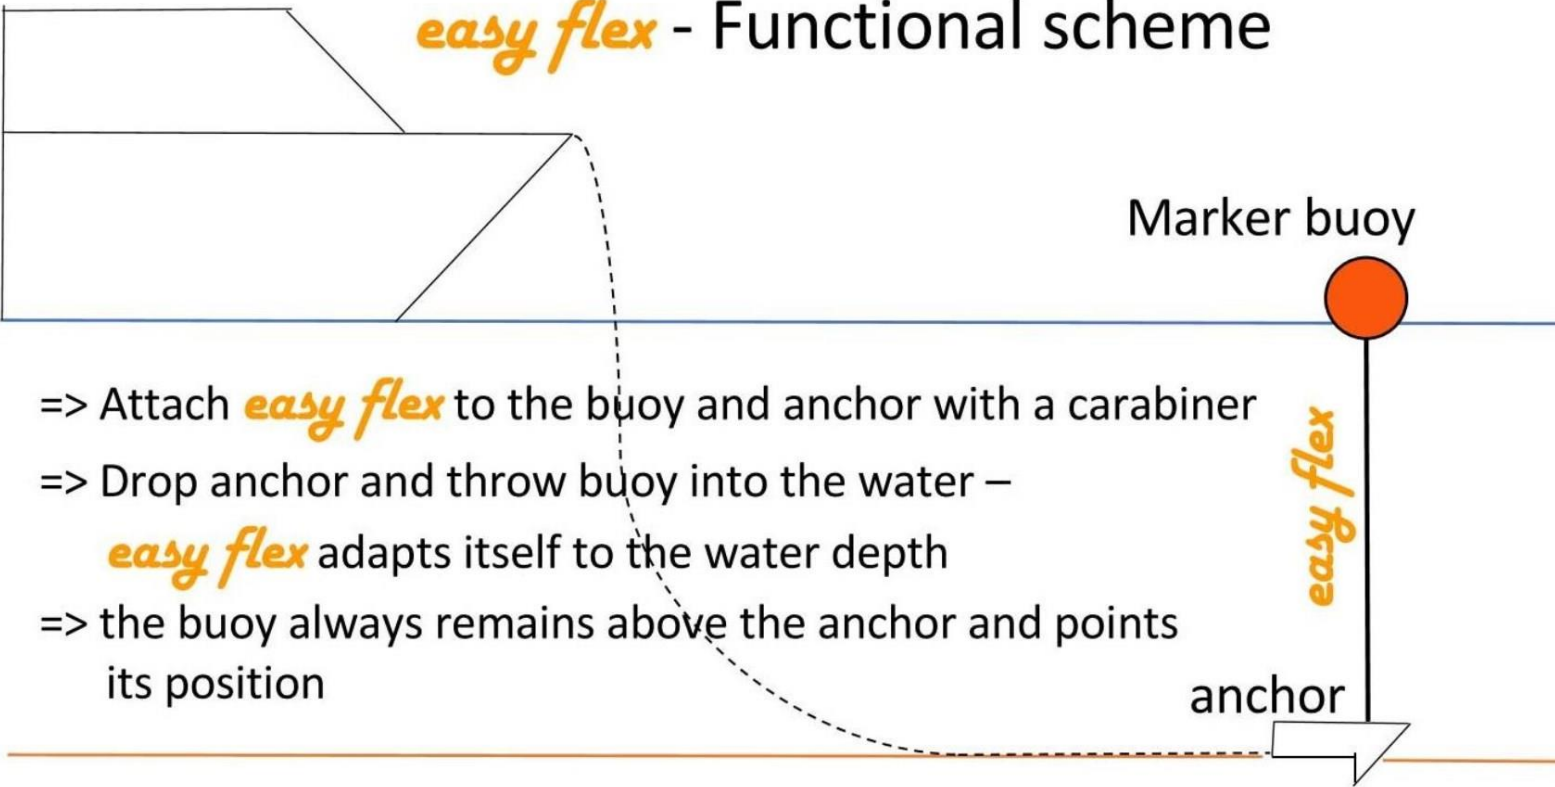 easy flex - Functional scheme
Marker buoy
=> Attach easy flex to the buoy and anchor with a carabiner
=> Drop anchor and throw buoy into the water –
easy flex adapts itself to the water depth
=> the buoy always remains above the anchor and points
its position
easy flex
anchor